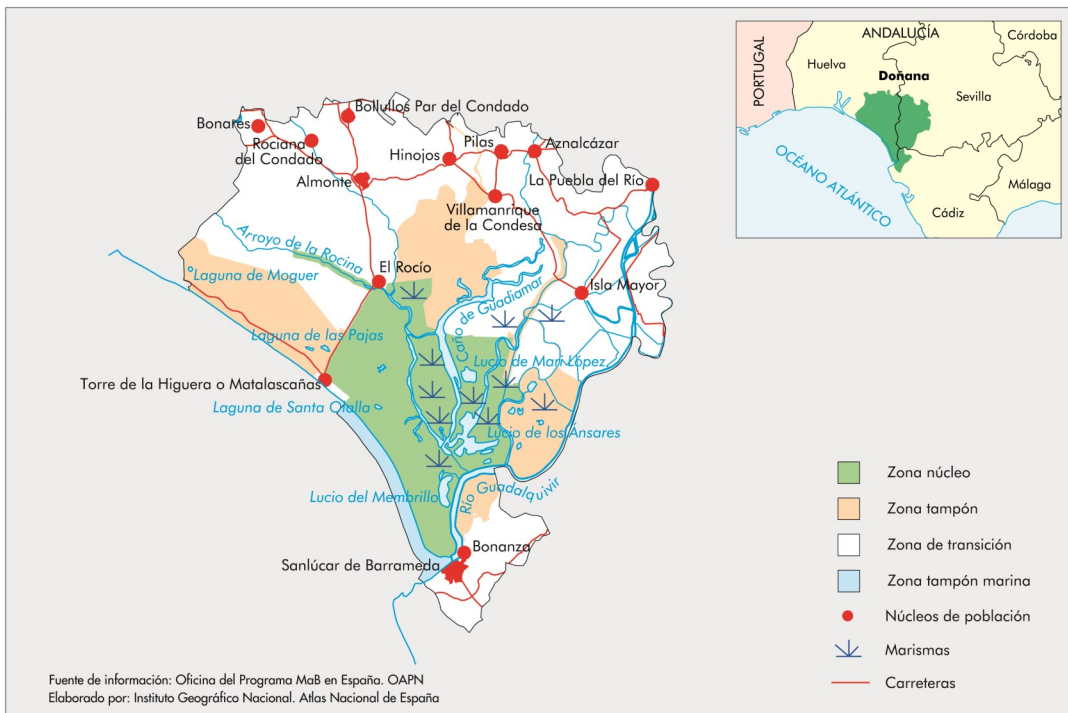 ANDALUCÍA
Córdoba
PORTUGAL
Huelva
Doñana
Sevilla
OCÉANO ATLÁNTICO
Málaga
Cádiz
Bollullos Par del Condado
Bonares
Rociana
del Condado
Pilas
Aznalcázar
Hinojos
Almonte
La Puebla del Río
Villamanrique
de la Condesa
Arroyo de la Rocina
El Rocío
Laguna de Moguer
Isla Mayor
Caño de Guadiamar
Laguna de las Pajas
Lucio de Mari López
Torre de la Higuera o Matalascañas
Laguna de Santa Olalla
Lucio de los Ánsares
Lucio del Membrillo
Río Guadalquivir
Bonanza
Sanlúcar de Barrameda
Zona núcleo
Zona tampón
Zona de transición
Zona tampón marina
Núcleos de población
Marismas
Carreteras
Fuente de información: Oficina del Programa MaB en España. OAPN
Elaborado por: Instituto Geográfico Nacional. Atlas Nacional de España